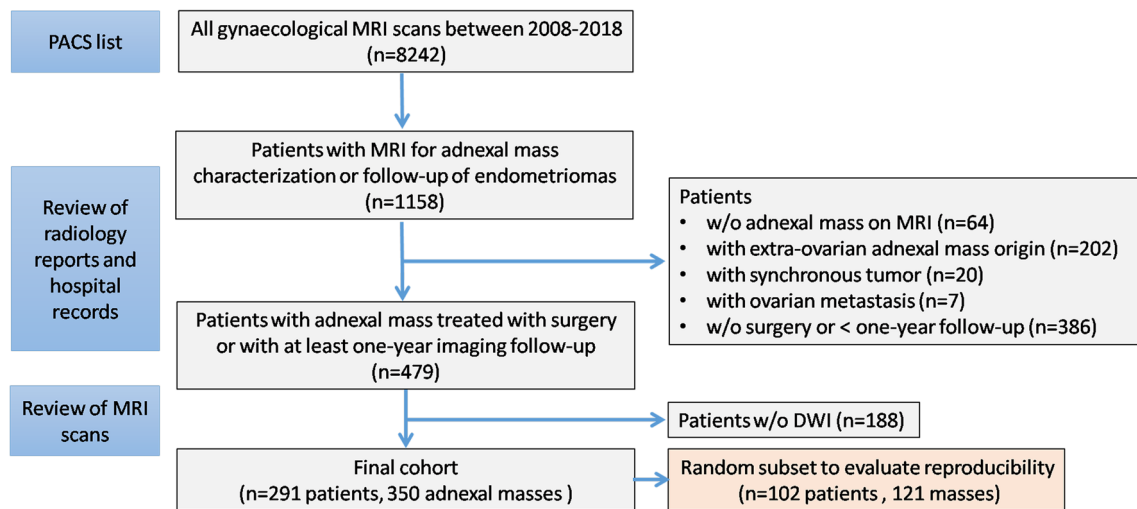 PACS list
All gynaecological MRI scans between 2008-2018
(n=8242)
Patients with MRI for adnexal mass
characterization or follow-up of endometriomas
(n=1158)
Review of
radiology
reports and
hospital
records
Patients
• w/o adnexal mass on MRI (n=64)
• with extra-ovarian adnexal mass origin (n=202)
• with synchronous tumor (n=20)
• with ovarian metastasis (n=7)
• w/o surgery or < one-year follow-up (n=386)
Patients with adnexal mass treated with surgery
or with at least one-year imaging follow-up
(n=479)
Review of MRI
scans
Patients w/o DWI (n=188)
Final cohort
(n=291 patients, 350 adnexal masses )
Random subset to evaluate reproducibility
(n=102 patients , 121 masses)